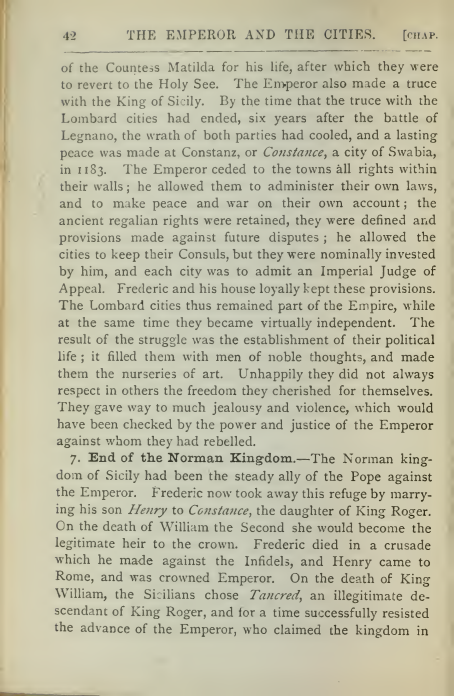 42 THE EMPEROR AND THE CITIES. [CHAP.
of the Countess Matilda for his life, after which they were
to revert to the Holy See. The Emperor also made a truce
with the King of Sicily. By the time that the truce with the
Lombard cities had ended, six years after the battle of
Legnano, the wrath of both parties had cooled, and a lasting
peace was made at Constanz, or Constance, a city of Swabia,
in 1183. The Emperor ceded to the towns all rights within
their walls; he allowed them to administer their own laws,
and to make peace and war on their own account; the
ancient regalian rights were retained, they were defined and
provisions made against future disputes; he allowed the
cities to keep their Consuls, but they were nominally invested
by him, and each city was to admit an Imperial Judge of
Appeal. Frederic and his house loyally kept these provisions.
The Lombard cities thus remained part of the Empire, while
at the same time they became virtually independent. The
result of the struggle was the establishment of their political
life; it filled them with men of noble thoughts, and made
them the nurseries of art. Unhappily they did not always
respect in others the freedom they cherished for themselves.
They gave way to much jealousy and violence, which would
have been checked by the power and justice of the Emperor
against whom they had rebelled.
7. End of the Norman Kingdom.—The Norman king-
dom of Sicily had been the steady ally of the Pope against
the Emperor. Frederic now took away this refuge by marry-
ing his son Henry to Constance, the daughter of King Roger.
On the death of William the Second she would become the
legitimate heir to the crown. Frederic died in a crusade
which he made against the Infidels, and Henry came to
Rome, and was crowned Emperor. On the death of King
William, the Sicilians chose Tancred, an illegitimate de-
scendant of King Roger, and for a time successfully resisted
the advance of the Emperor, who claimed the kingdom in